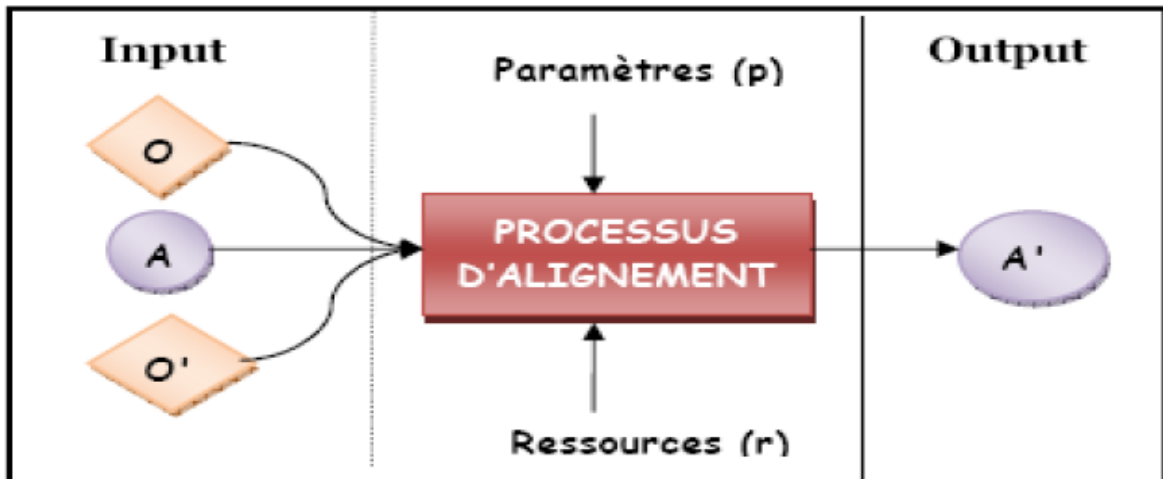 Input
Paramètres (p)
Output
O
A
O'
PROCESSUS
D'ALIGNEMENT
A'
Ressources (r)